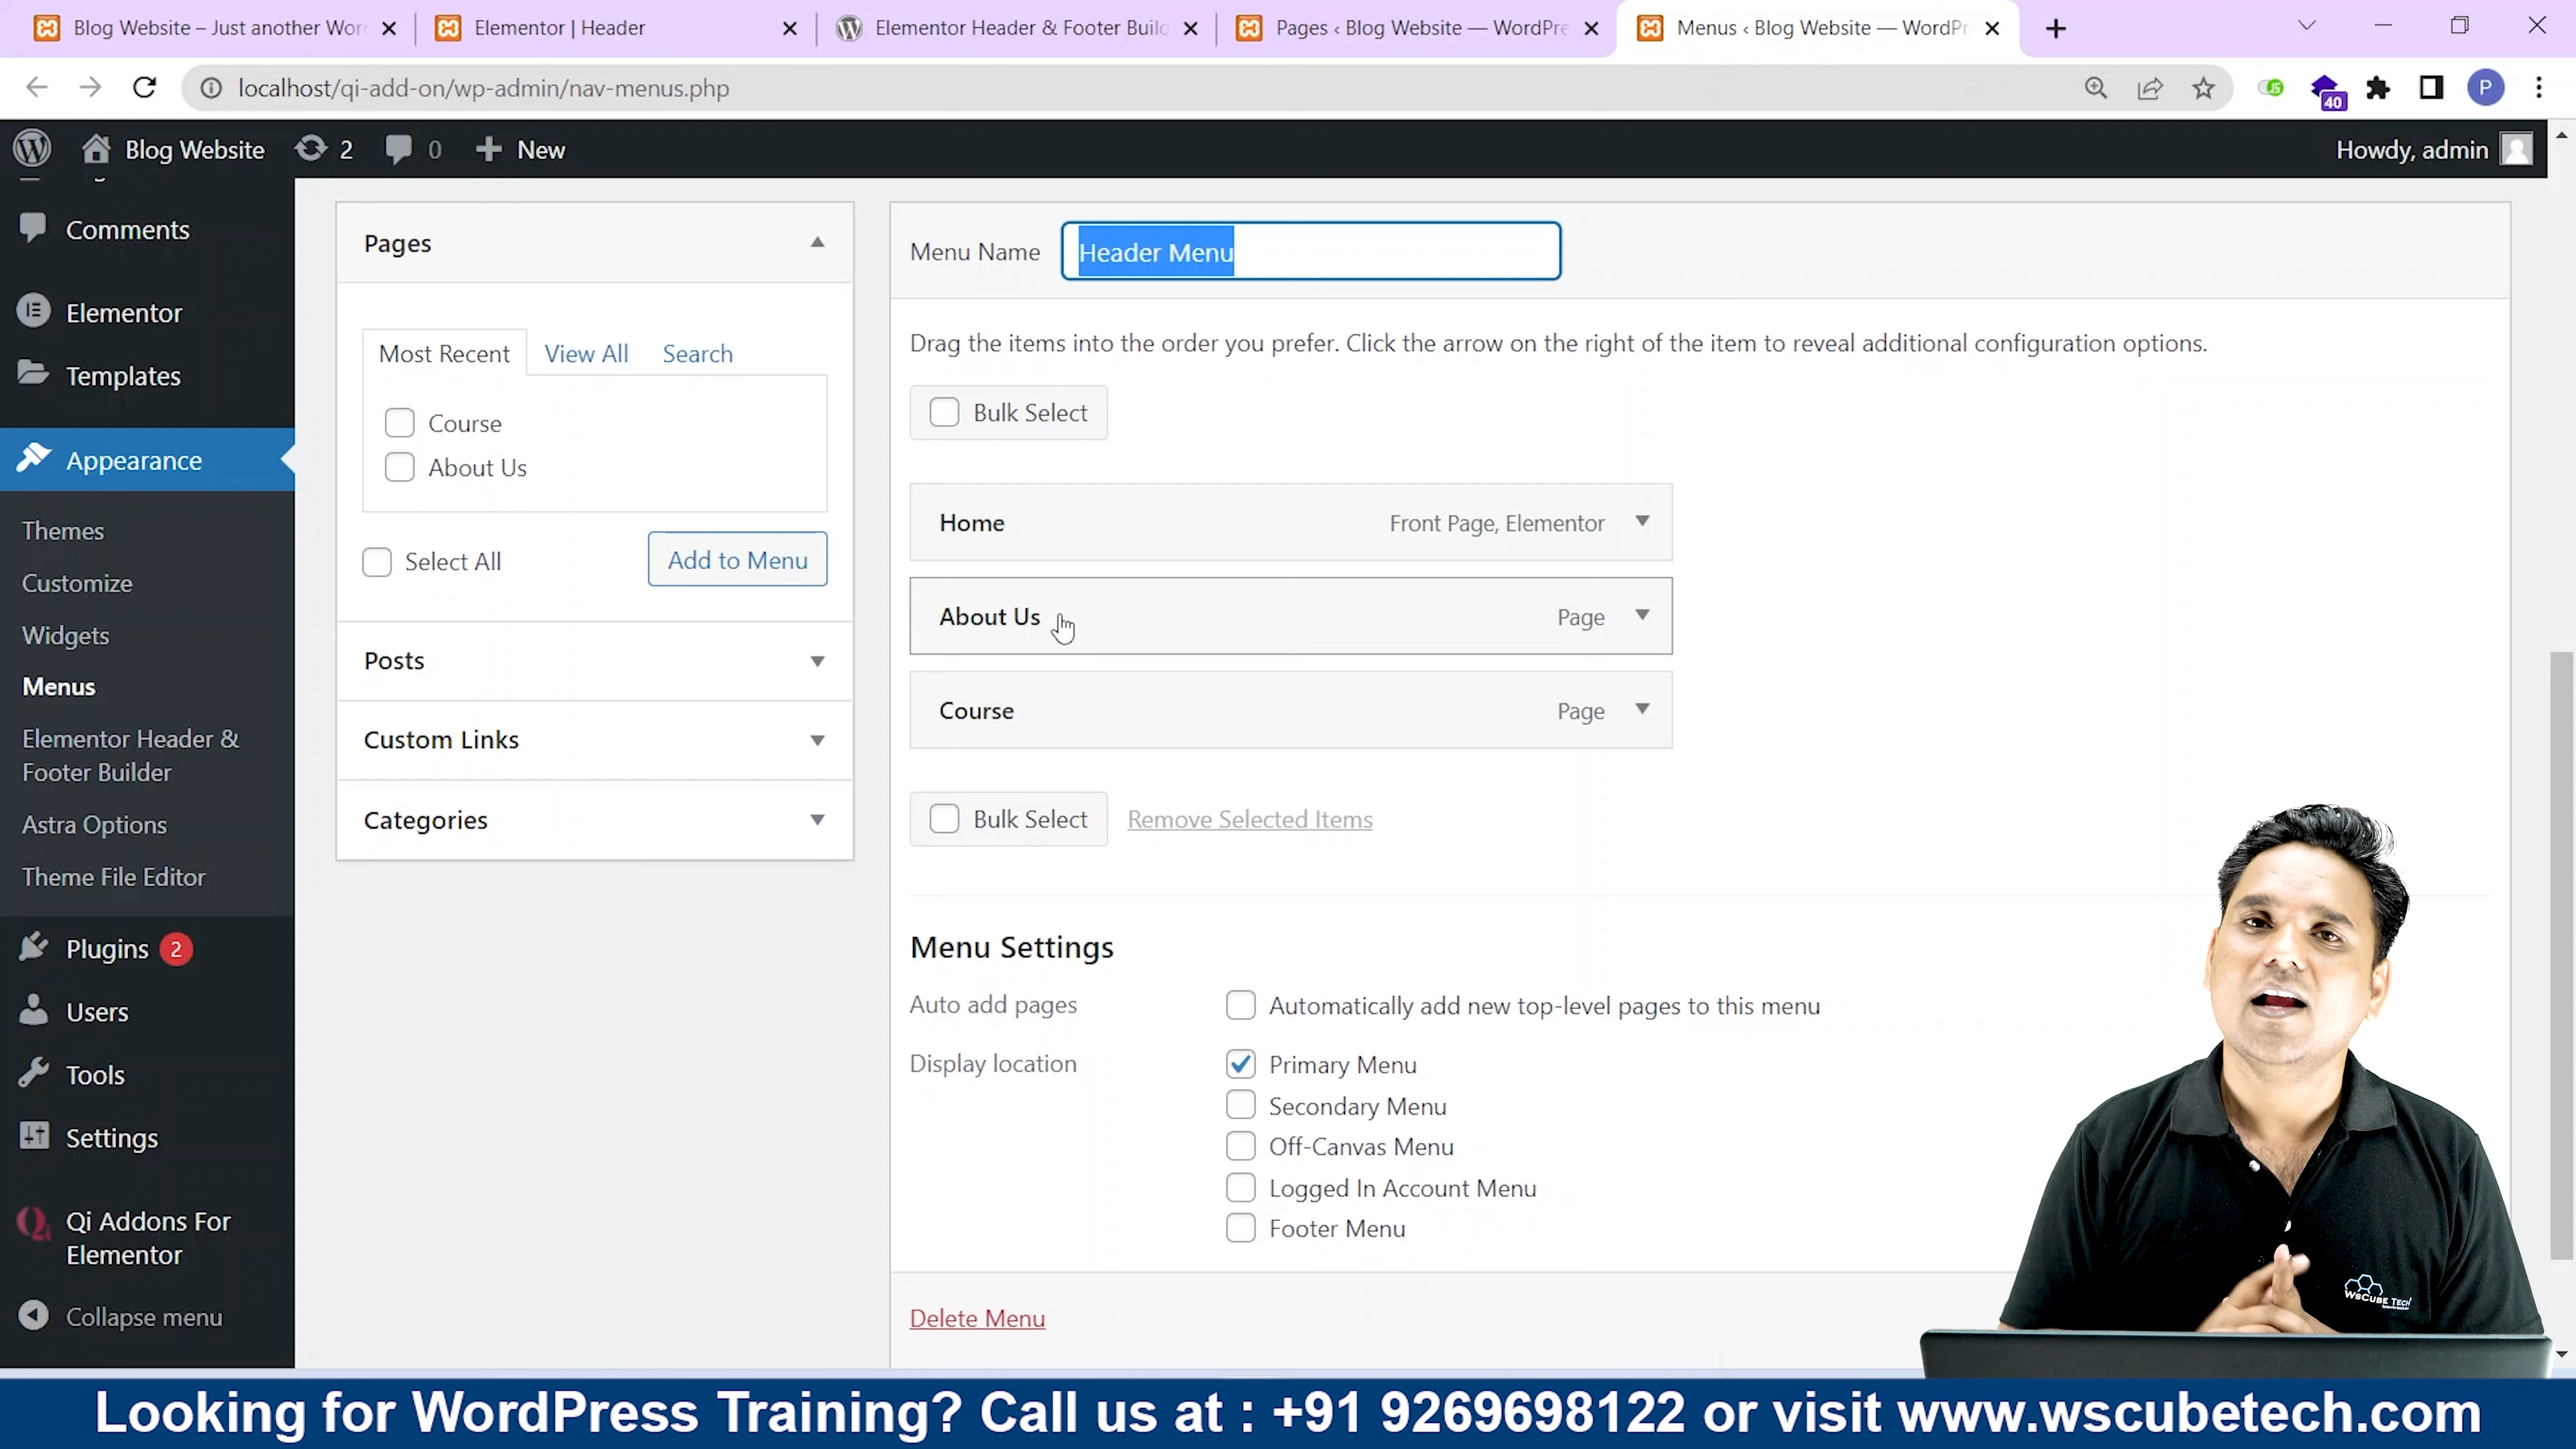 Blog Website – Just another Wor
Elementor | Header
Elementor Header & Footer Build
Pages ‹ Blog Website — WordPre
Menus ‹ Blog Website — WordPr
localhost/qi-add-on/wp-admin/nav-menus.php
40
P
Blog Website
2
0
New
Howdy, admin
Comments
Elementor
Templates
Appearance
Themes
Customize
Widgets
Menus
Elementor Header &
Footer Builder
Astra Options
Theme File Editor
Plugins 2
Users
Tools
Settings
Qi Addons For
Elementor
Collapse menu
Pages
Most Recent
View All
Search
Course
About Us
Select All
Add to Menu
Posts
Custom Links
Categories
Menu Name
Header Menu
Drag the items into the order you prefer. Click the arrow on the right of the item to reveal additional configuration options.
Bulk Select
Home
Front Page, Elementor
About Us
Page
Course
Page
Bulk Select
Remove Selected Items
Menu Settings
Auto add pages
Automatically add new top-level pages to this menu
Display location
Primary Menu
Secondary Menu
Off-Canvas Menu
Logged In Account Menu
Footer Menu
Delete Menu
WsCube Tech
Looking for WordPress Training? Call us at : +91 9269698122 or visit www.wscubetech.com